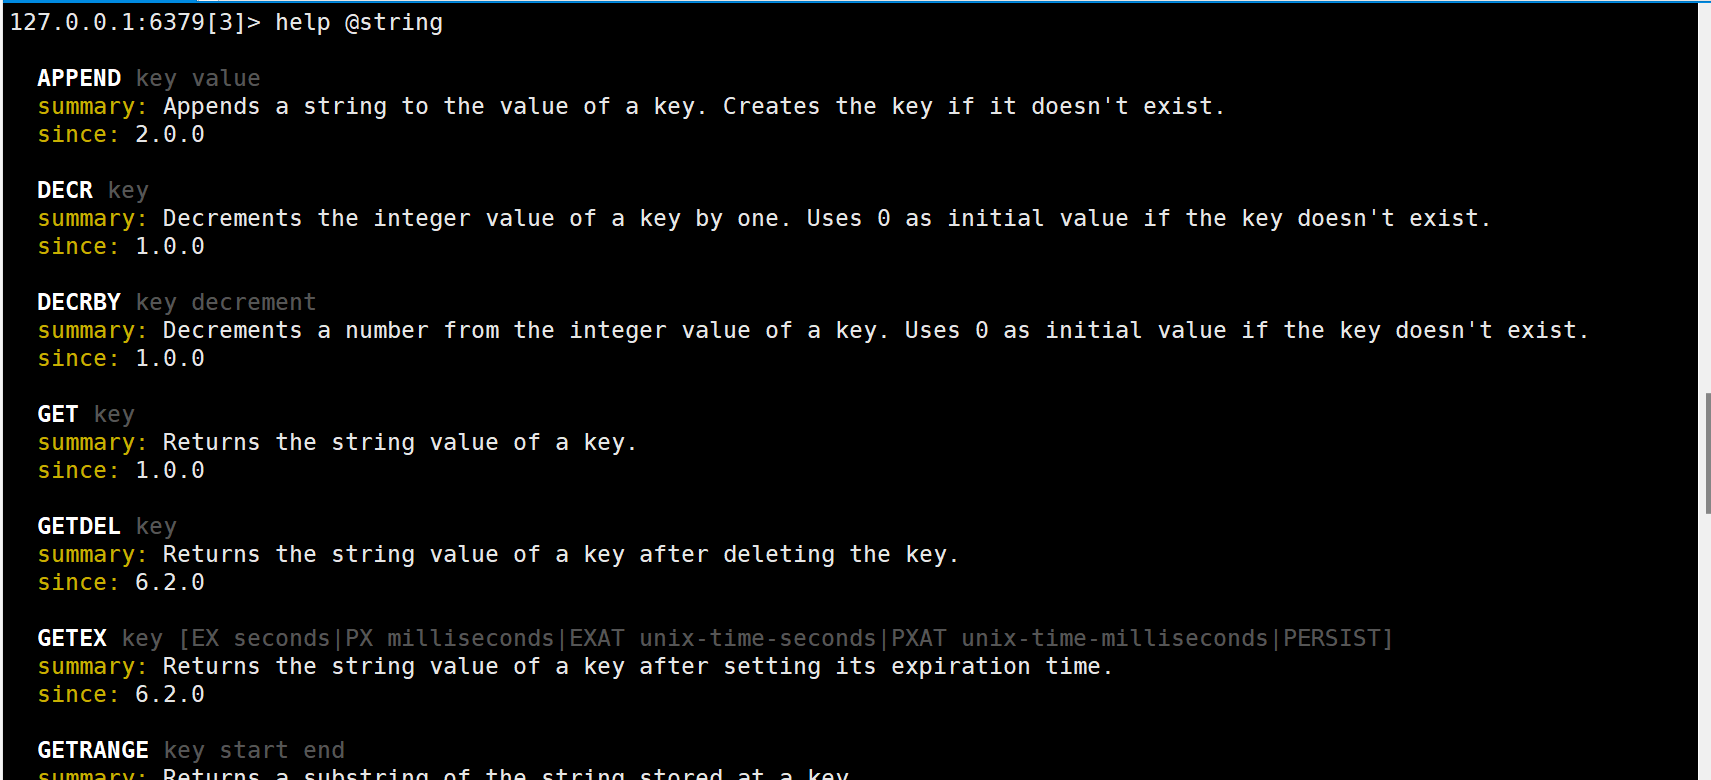 127.0.0.1:6379[3]> help @string
APPEND key value
summary: Appends a string to the value of a key. Creates the key if it doesn't exist.
since: 2.0.0
DECR key
summary: Decrements the integer value of a key by one. Uses 0 as initial value if the key doesn't exist.
since: 1.0.0
DECRBY key decrement
summary: Decrements a number from the integer value of a key. Uses 0 as initial value if the key doesn't exist.
since: 1.0.0
GET key
summary: Returns the string value of a key.
since: 1.0.0
GETDEL key
summary: Returns the string value of a key after deleting the key.
since: 6.2.0
GETEX key [EX seconds|PX milliseconds|EXAT unix-time-seconds|PXAT unix-time-milliseconds|PERSIST]
summary: Returns the string value of a key after setting its expiration time.
since: 6.2.0
GETRANGE key start end
summary: Returns a substring of the string stored at a key.